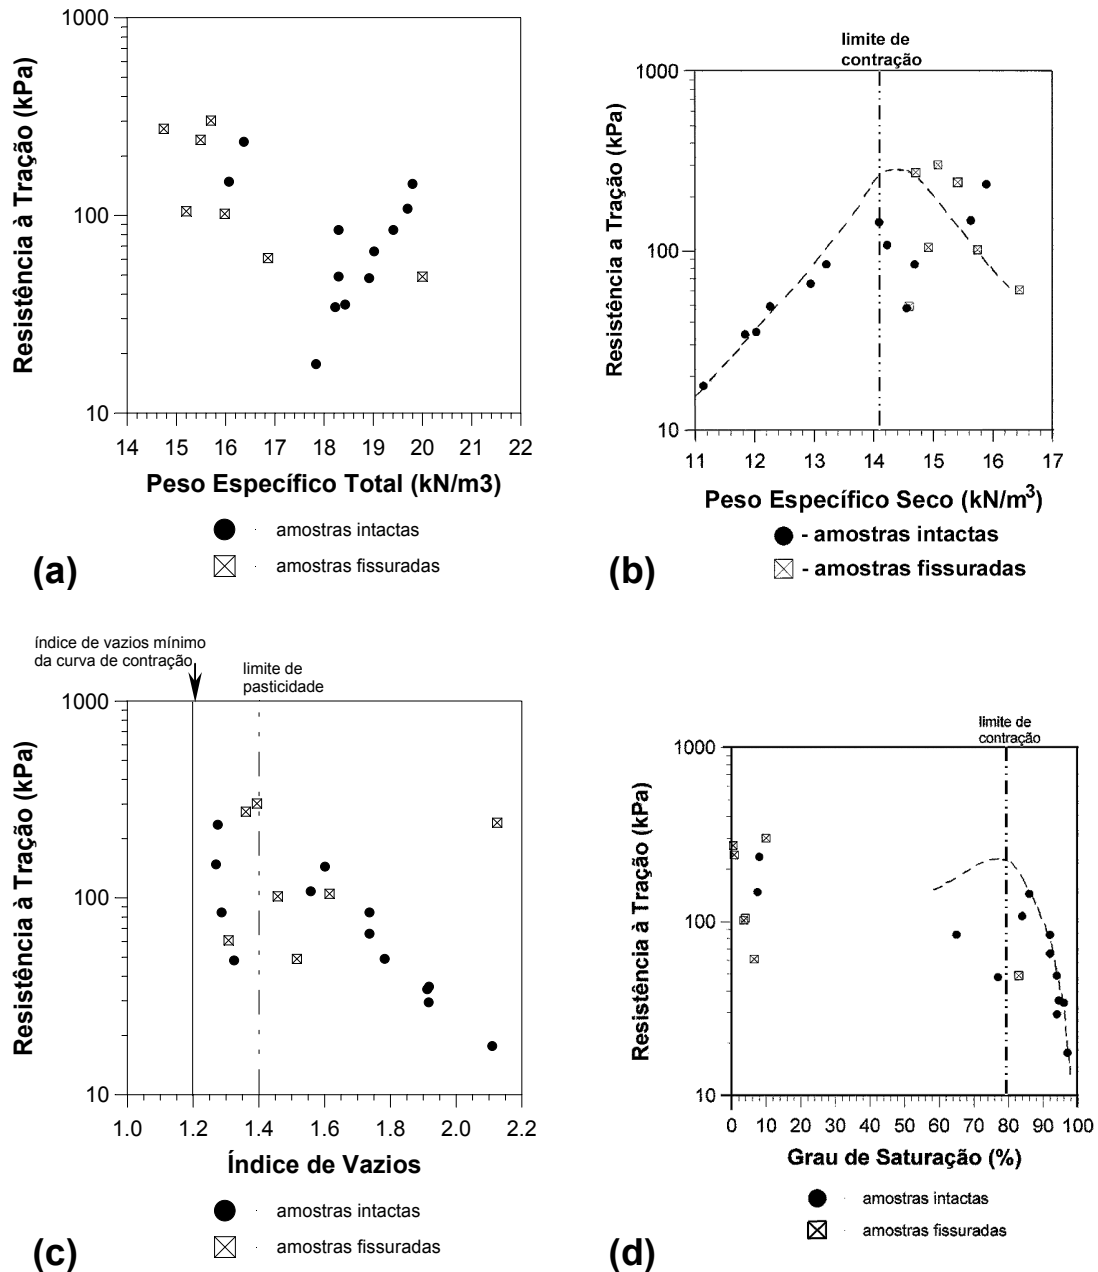 1000
100
10
Resistência à Tração (kPa)
14 15 16 17 18 19 20 21 22
Peso Específico Total (kN/m3)
amostras intactas
amostras fissuradas
(a)
limite de
contração
1000
100
10
Resistência a Tração (kPa)
11 12 13 14 15 16 17
Peso Específico Seco (kN/m³)
- amostras intactas
- amostras fissuradas
(b)
índice de vazios mínimo
da curva de contração
limite de
pasticidade
1000
100
10
Resistência à Tração (kPa)
1.0 1.2 1.4 1.6 1.8 2.0 2.2
Índice de Vazios
amostras intactas
amostras fissuradas
(c)
limite de
contração
1000
100
10
Resistência à Tração (kPa)
0 10 20 30 40 50 60 70 80 90 100
Grau de Saturação (%)
amostras intactas
amostras fissuradas
(d)